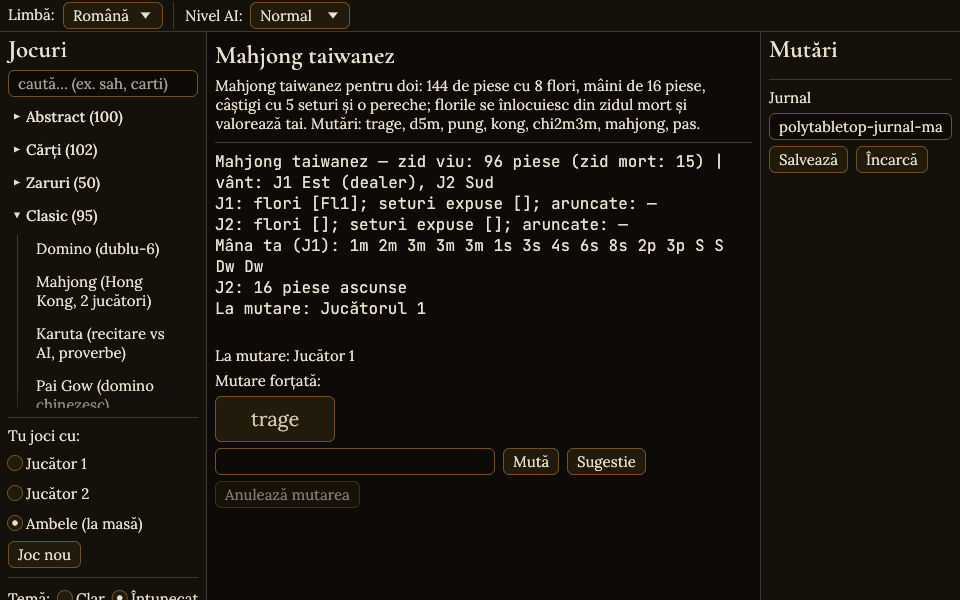 Limbă: Română ▼ Nivel AI: Normal ▼
Jocuri
caută... (ex. sah, carti)
▸ Abstract (100)
▸ Cărți (102)
▸ Zaruri (50)
▾ Clasic (95)
Domino (dublu-6)
Mahjong (Hong
Kong, 2 jucători)
Karuta (recitare vs
AI, proverbe)
Pai Gow (domino
chinezesc)
Tu joci cu:
Jucător 1
Jucător 2
Ambele (la masă)
Joc nou
Temă: Clar Întunecat
Mahjong taiwanez
Mahjong taiwanez pentru doi: 144 de piese cu 8 flori, mâini de 16 piese,
câștigi cu 5 seturi și o pereche; florile se înlocuiesc din zidul mort și
valorează tai. Mutări: trage, d5m, pung, kong, chi2m3m, mahjong, pas.
Mahjong taiwanez — zid viu: 96 piese (zid mort: 15) |
vânt: J1 Est (dealer), J2 Sud
J1: flori [Fl1]; seturi expuse []; aruncate: —
J2: flori []; seturi expuse []; aruncate: —
Mâna ta (J1): 1m 2m 3m 3m 3m 1s 3s 4s 6s 8s 2p 3p S S
Dw Dw
J2: 16 piese ascunse
La mutare: Jucătorul 1
La mutare: Jucător 1
Mutare forțată:
trage
Mută Sugestie
Anulează mutarea
Mutări
Jurnal
polytabletop-jurnal-ma
Salvează Încarcă